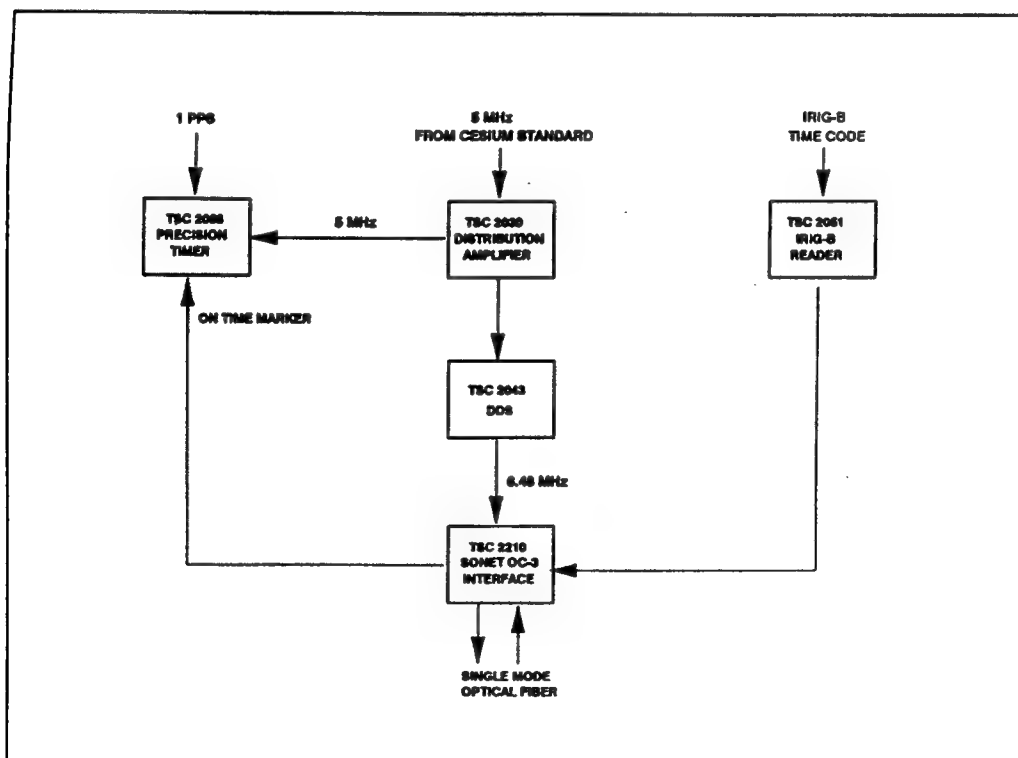 1 PPS
5 MHz
FROM CESIUM STANDARD
IRIG-B
TIME CODE
TSC
PRECISION
TIMER
5 MHz
TSC 2030
DISTRIBUTION
AMPLIFIER
TSC 2051
IRIG-B
READER
ON TIME MARKER
TSC 2043
DDS
6.48 MHz
TSC 2210
SONET OC-3
INTERFACE
SINGLE MODE
OPTICAL FIBER